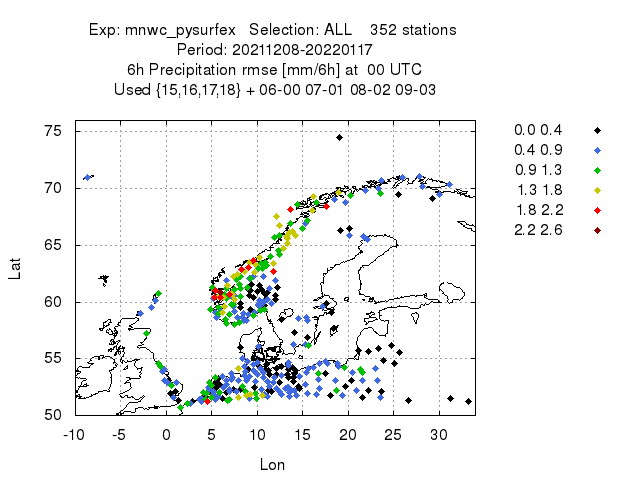 Exp: mnwc_pysurfex   Selection: ALL    352 stations
Period: 20211208-20220117
6h Precipitation rmse [mm/6h] at  00 UTC
Used {15,16,17,18} + 06-00 07-01 08-02 09-03
75
70
65
60
55
50
-10 -5 0 5 10 15 20 25 30
Lat
Lon
0.0 0.4
0.4 0.9
0.9 1.3
1.3 1.8
1.8 2.2
2.2 2.6